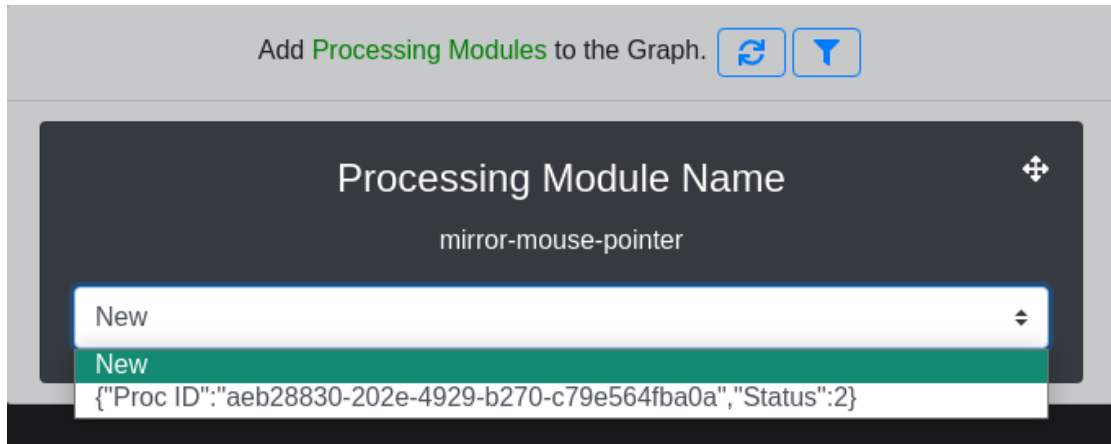 Add Processing Modules to the Graph.
Processing Module Name
mirror-mouse-pointer
New
New
{"Proc ID":"aeb28830-202e-4929-b270-c79e564fba0a","Status":2}